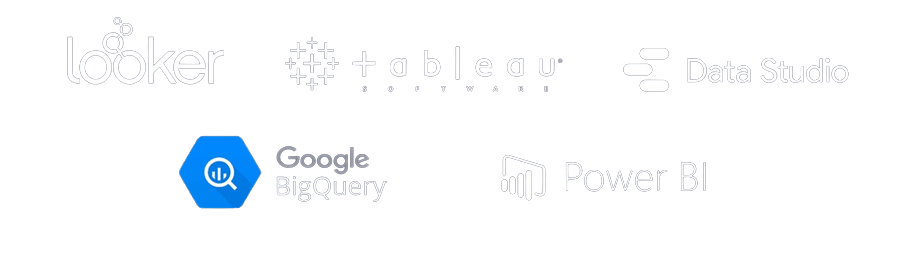 looker
tableau
SOFTWARE
Data Studio
Google
BigQuery
Power BI